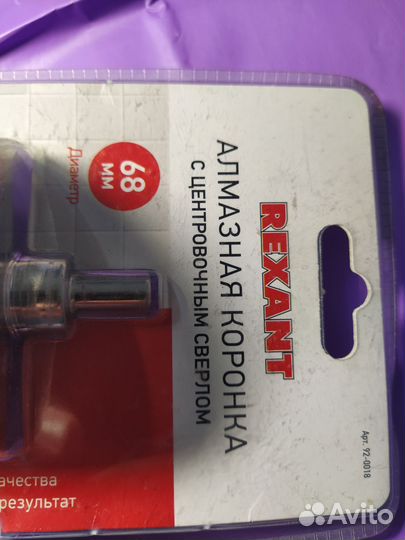 REXANT
АЛМАЗНАЯ КОРОНКА
С ЦЕНТРОВОЧНЫМ СВЕРЛОМ
68
мм
Диаметр
Арт. 92-0018
ачества
результат
Avito